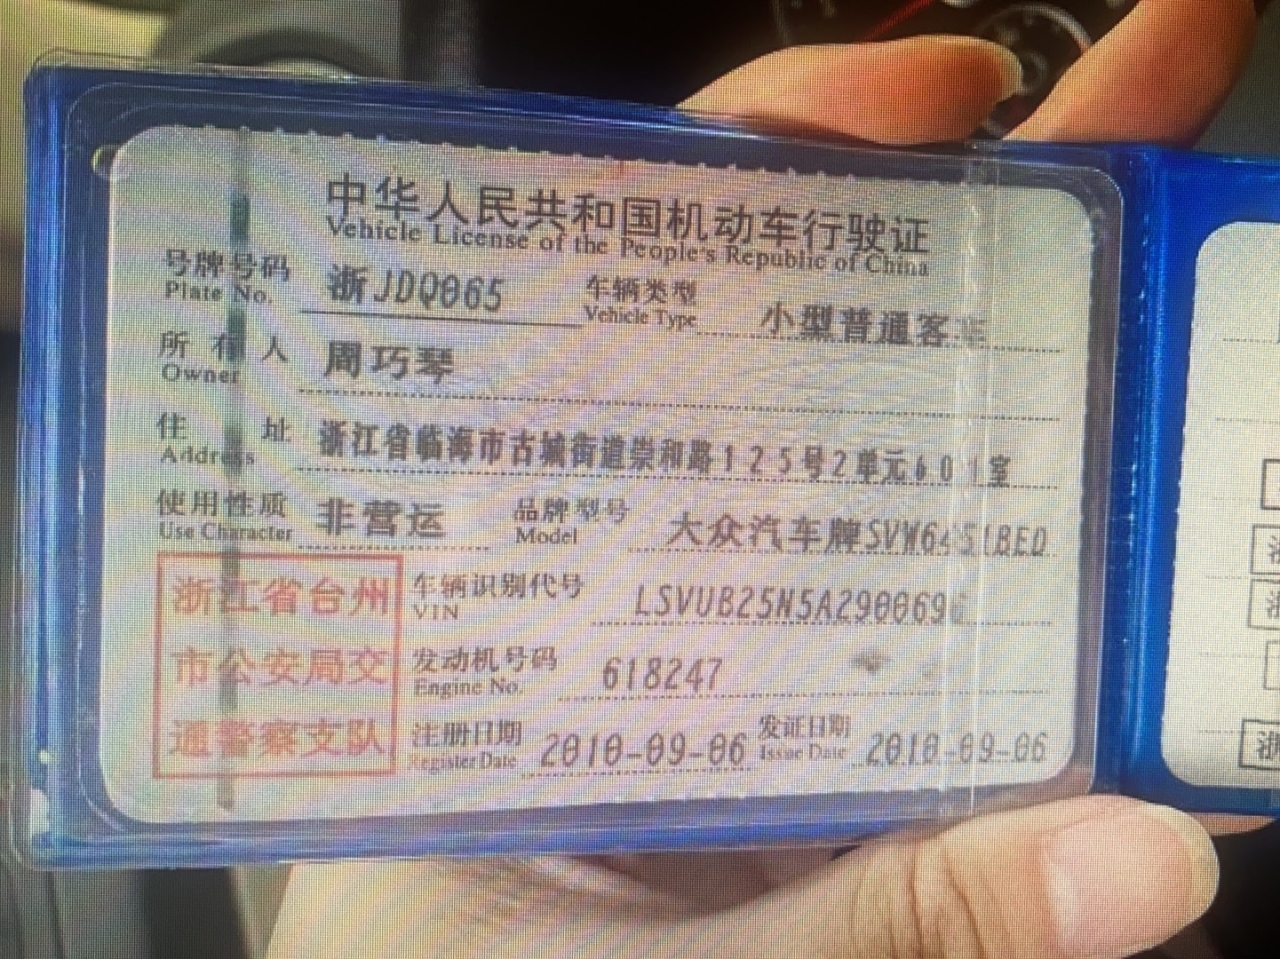 中华人民共和国机动车行驶证
Vehicle License of the People's Republic of China
号牌号码 浙JDQ065 车辆类型 小型普通客车
Plate No. Vehicle Type
所有人 周巧琴
Owner
住址 浙江省临海市古城街道崇和路125号2单元601室
Address
使用性质 非营运 品牌型号 大众汽车牌SVW6451BED
Use Character Model
浙江省台州
市公安局交
通警察支队
车辆识别代号 LSVUB25N5A290069
VIN
发动机号码 618247
Engine No.
注册日期 2010-09-06 发证日期 2010-09-06
Register Date Issue Date
浙